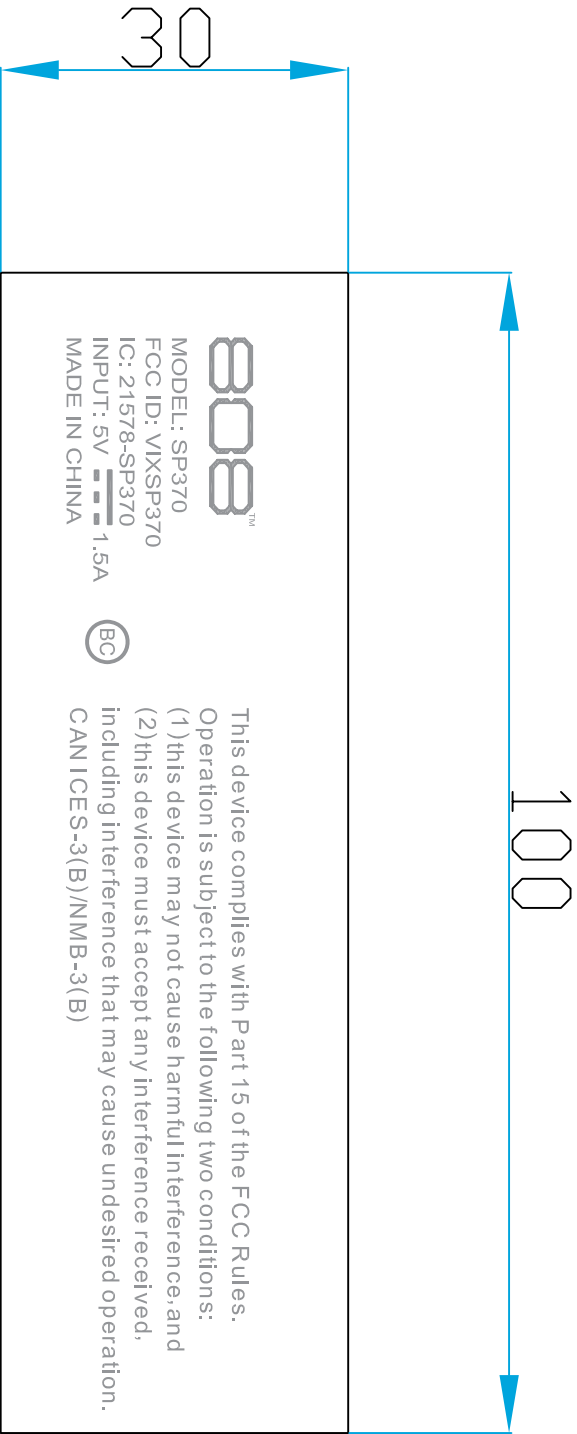 30
100
808™
MODEL: SP370
FCC ID: VIXSP370
IC: 21578-SP370
INPUT: 5V ⎓ 1.5A
MADE IN CHINA
BC
This device complies with Part 15 of the FCC Rules.
Operation is subject to the following two conditions:
(1)this device may not cause harmful interference,and
(2)this device must accept any interference received,
including interference that may cause undesired operation.
CAN ICES-3(B)/NMB-3(B)